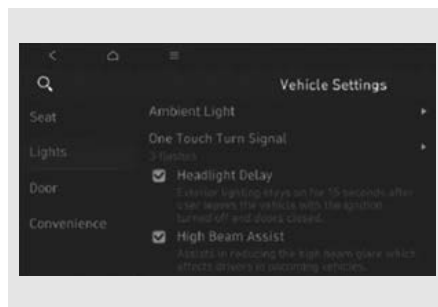 Vehicle Settings
Seat
Lights
Door
Convenience
Ambient Light
One Touch Turn Signal
3 flashes
Headlight Delay
Exterior lighting stays on for 15 seconds after
user leaves the vehicle with the ignition
turned off and doors closed.
High Beam Assist
Assists in reducing the high beam glare which
affects drivers in oncoming vehicles.